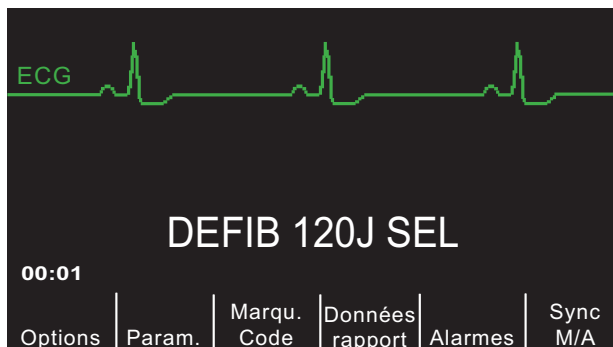 ECG
DEFIB 120J SEL
00:01
Options
Param.
Marqu.
Code
Données
rapport
Alarmes
Sync
M/A